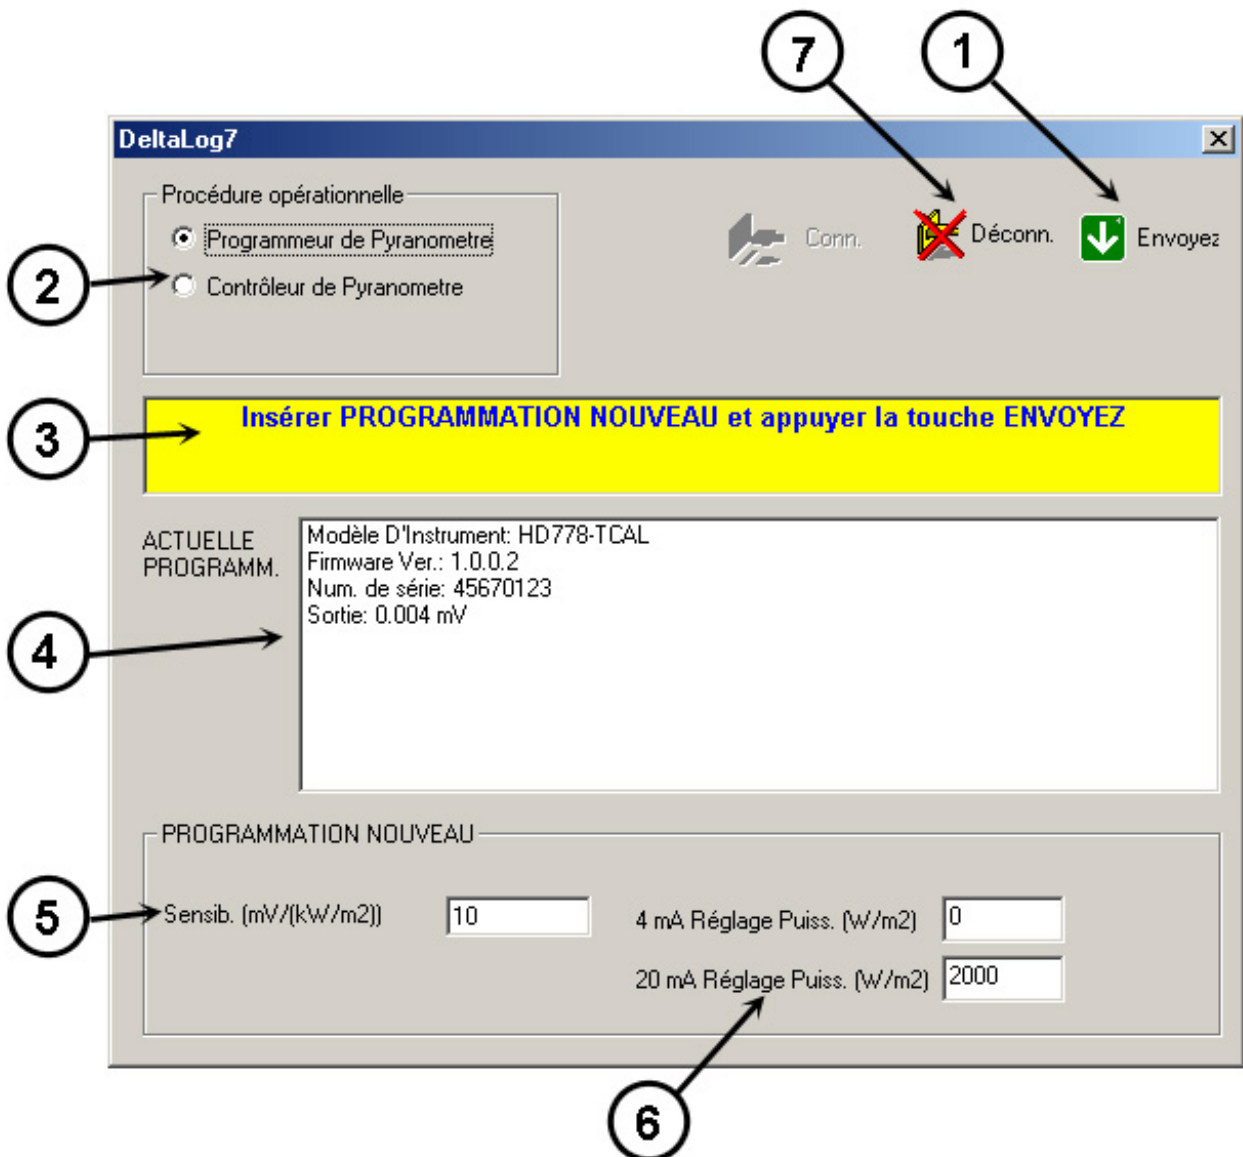 7
1
DeltaLog7
Procédure opérationnelle
Programmeur de Pyranometre
Contrôleur de Pyranometre
Conn.
Déconn.
Envoyez
2
3
Insérer PROGRAMMATION NOUVEAU et appuyer la touche ENVOYEZ
ACTUELLE
PROGRAMM.
Modèle D'Instrument: HD778-TCAL
Firmware Ver.: 1.0.0.2
Num. de série: 45670123
Sortie: 0.004 mV
4
PROGRAMMATION NOUVEAU
5
Sensib. (mV/(kW/m2))
10
4 mA Réglage Puiss. (W/m2)
0
20 mA Réglage Puiss. (W/m2)
2000
6